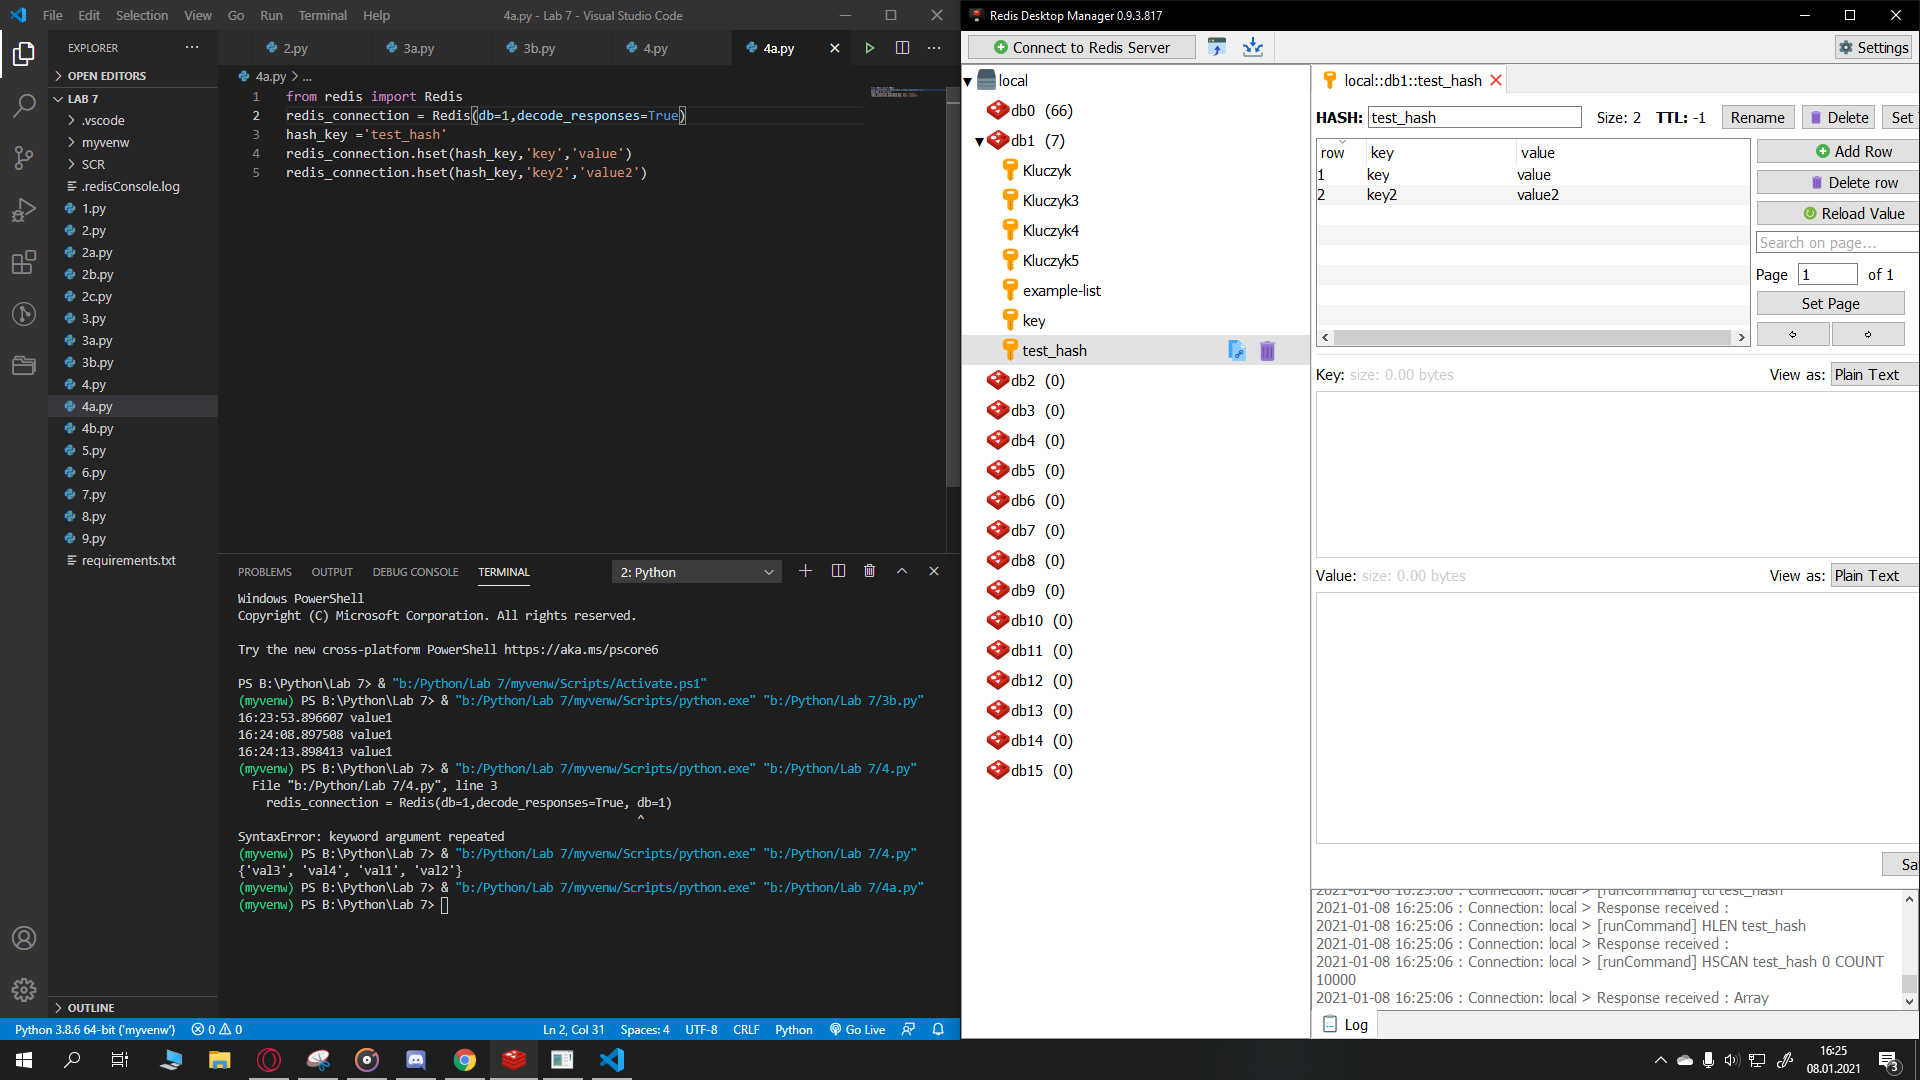 File Edit Selection View Go Run Terminal Help
4a.py - Lab 7 - Visual Studio Code
EXPLORER
OPEN EDITORS
LAB 7
.vscode
myvenw
SCR
.redisConsole.log
1.py
2.py
2a.py
2b.py
2c.py
3.py
3a.py
3b.py
4.py
4a.py
4b.py
5.py
6.py
7.py
8.py
9.py
requirements.txt
OUTLINE
2.py 3a.py 3b.py 4.py 4a.py
4a.py > ...
1 from redis import Redis
2 redis_connection = Redis(db=1,decode_responses=True)
3 hash_key ='test_hash'
4 redis_connection.hset(hash_key,'key','value')
5 redis_connection.hset(hash_key,'key2','value2')
PROBLEMS OUTPUT DEBUG CONSOLE TERMINAL
2: Python
Windows PowerShell
Copyright (C) Microsoft Corporation. All rights reserved.
Try the new cross-platform PowerShell https://aka.ms/pscore6
PS B:\Python\Lab 7> & "b:/Python/Lab 7/myvenw/Scripts/Activate.ps1"
(myvenw) PS B:\Python\Lab 7> & "b:/Python/Lab 7/myvenw/Scripts/python.exe" "b:/Python/Lab 7/3b.py"
16:23:53.896607 value1
16:24:08.897508 value1
16:24:13.898413 value1
(myvenw) PS B:\Python\Lab 7> & "b:/Python/Lab 7/myvenw/Scripts/python.exe" "b:/Python/Lab 7/4.py"
File "b:/Python/Lab 7/4.py", line 3
redis_connection = Redis(db=1,decode_responses=True, db=1)
^
SyntaxError: keyword argument repeated
(myvenw) PS B:\Python\Lab 7> & "b:/Python/Lab 7/myvenw/Scripts/python.exe" "b:/Python/Lab 7/4.py"
{'val3', 'val4', 'val1', 'val2'}
(myvenw) PS B:\Python\Lab 7> & "b:/Python/Lab 7/myvenw/Scripts/python.exe" "b:/Python/Lab 7/4a.py"
(myvenw) PS B:\Python\Lab 7>
Python 3.8.6 64-bit ('myvenw') 0 0 Ln 2, Col 31 Spaces: 4 UTF-8 CRLF Python Go Live
Redis Desktop Manager 0.9.3.817
Connect to Redis Server
Settings
local
db0 (66)
db1 (7)
Kluczyk
Kluczyk3
Kluczyk4
Kluczyk5
example-list
key
test_hash
db2 (0)
db3 (0)
db4 (0)
db5 (0)
db6 (0)
db7 (0)
db8 (0)
db9 (0)
db10 (0)
db11 (0)
db12 (0)
db13 (0)
db14 (0)
db15 (0)
local::db1::test_hash
HASH: test_hash Size: 2 TTL: -1 Rename Delete Set
row key value
1 key value
2 key2 value2
Add Row
Delete row
Reload Value
Search on page...
Page 1 of 1
Set Page
Key: size: 0.00 bytes View as: Plain Text
Value: size: 0.00 bytes View as: Plain Text
Sa
2021-01-08 16:25:06 : Connection: local > [runCommand] ttl test_hash
2021-01-08 16:25:06 : Connection: local > Response received :
2021-01-08 16:25:06 : Connection: local > [runCommand] HLEN test_hash
2021-01-08 16:25:06 : Connection: local > Response received :
2021-01-08 16:25:06 : Connection: local > [runCommand] HSCAN test_hash 0 COUNT
10000
2021-01-08 16:25:06 : Connection: local > Response received : Array
Log
16:25
08.01.2021
3